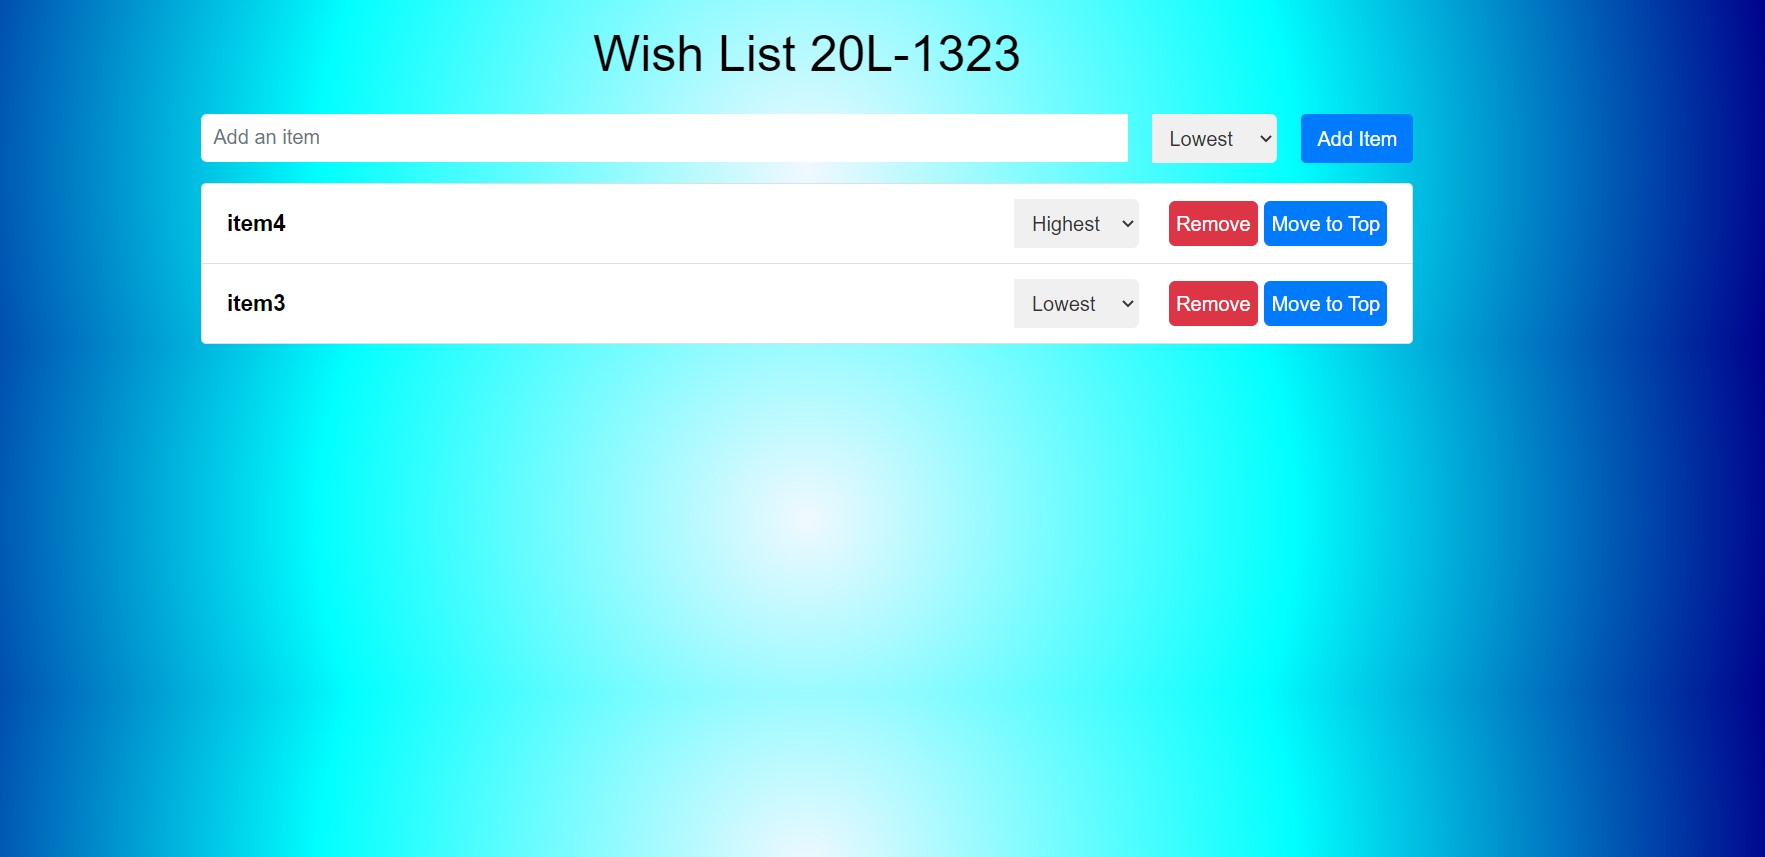 Wish List 20L-1323
Add an item Lowest Add Item
item4 Highest Remove Move to Top
item3 Lowest Remove Move to Top